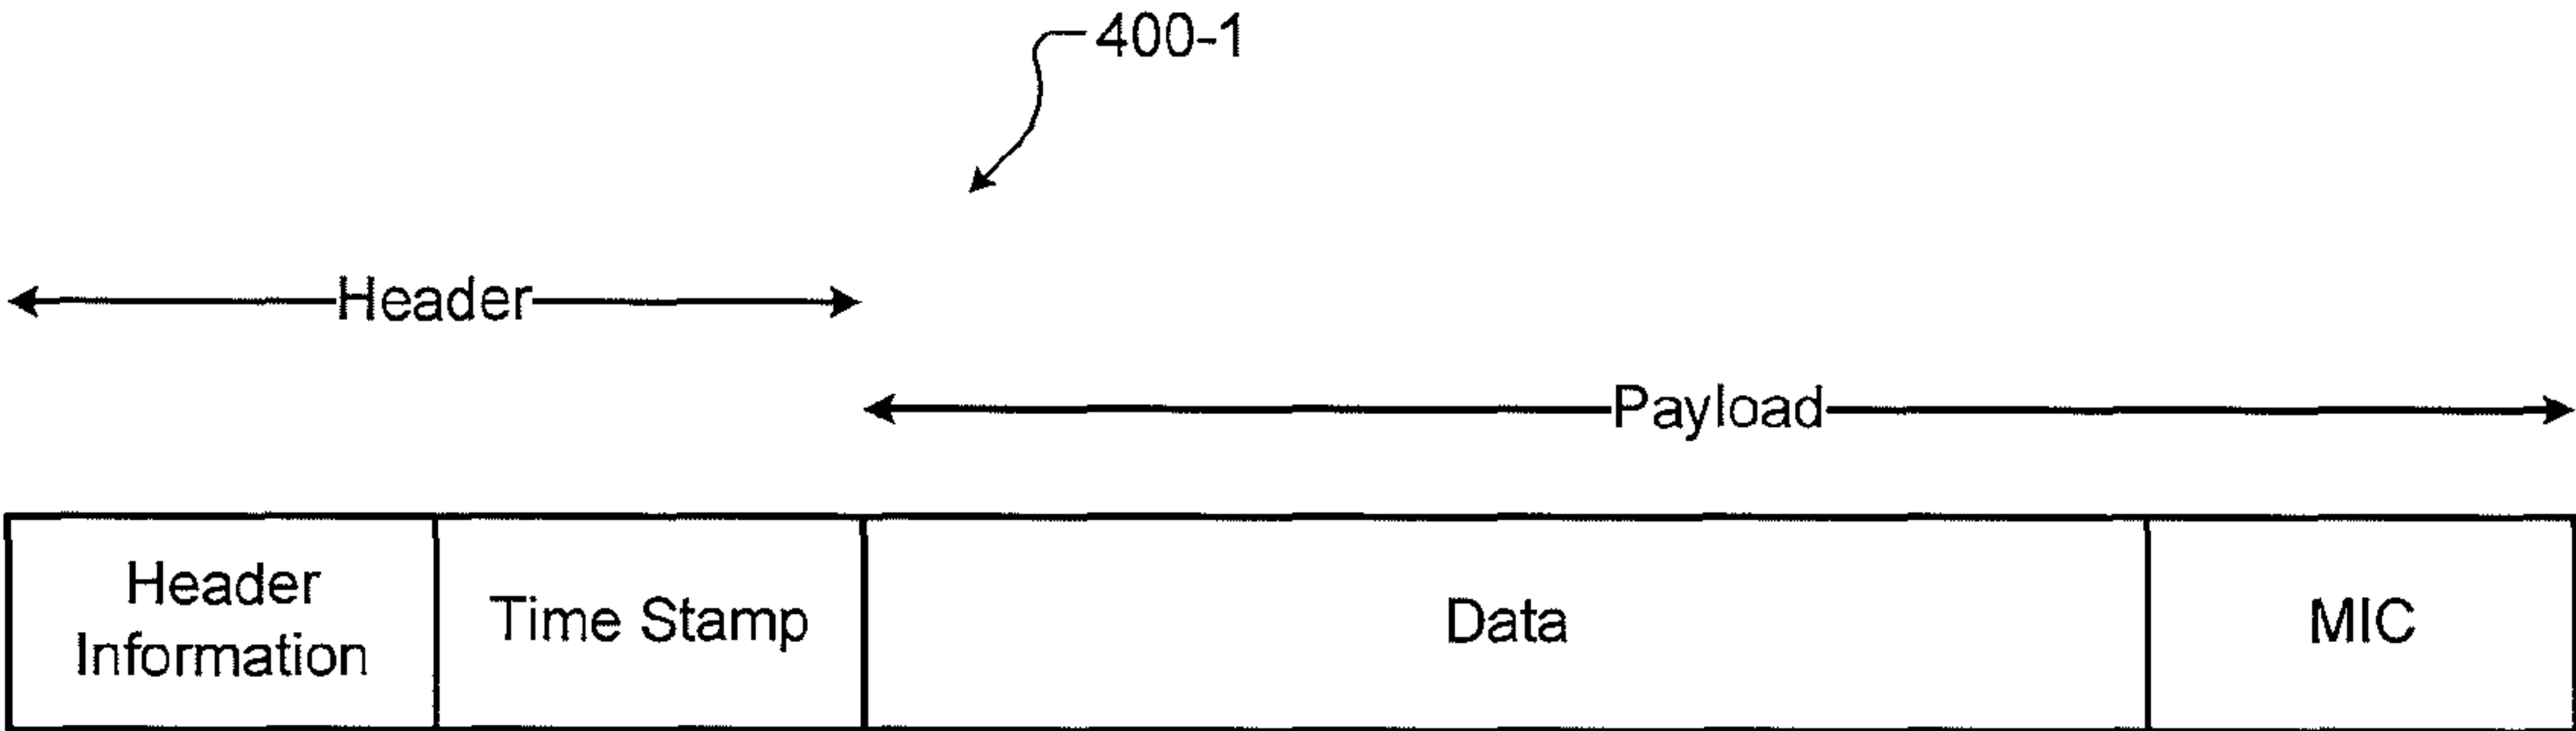 400-1
Header
Payload
Header
Information
Time Stamp
Data
MIC